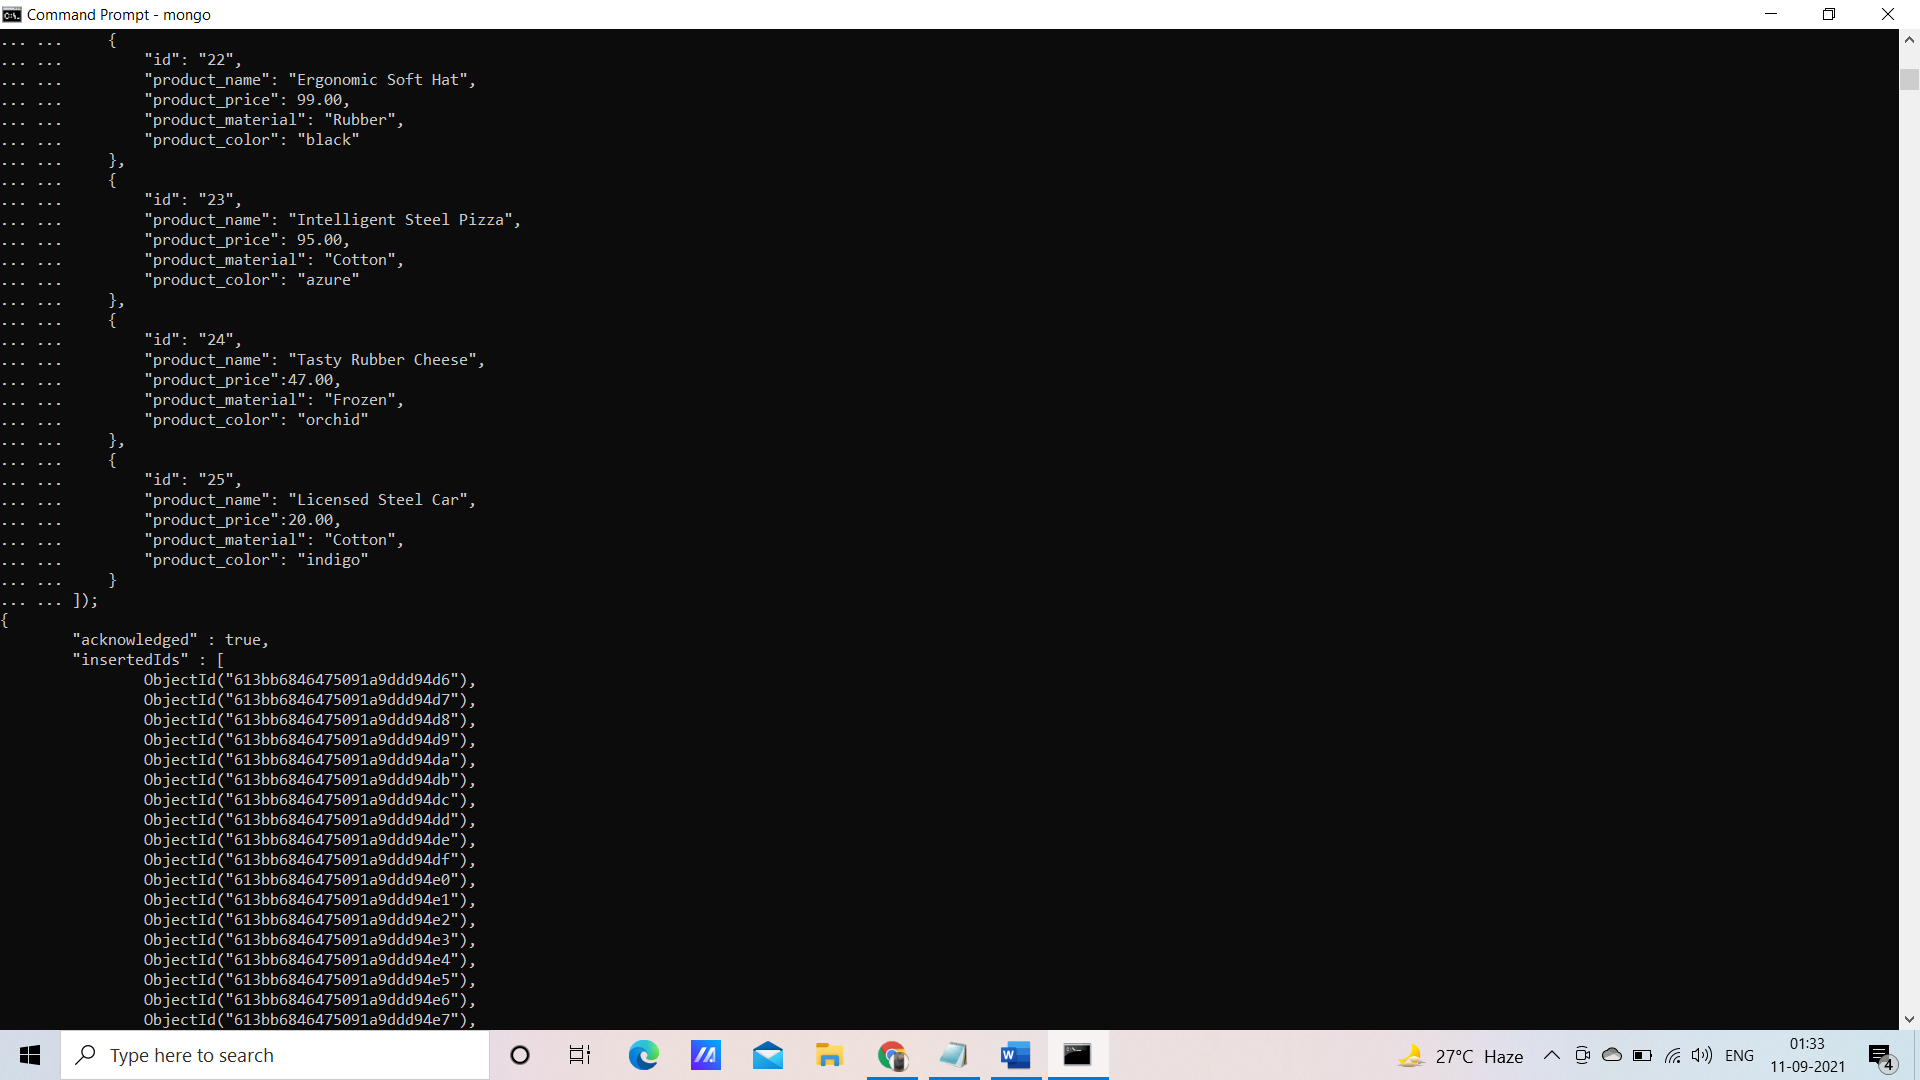 Command Prompt - mongo
... ...     {
... ...         "id": "22",
... ...         "product_name": "Ergonomic Soft Hat",
... ...         "product_price": 99.00,
... ...         "product_material": "Rubber",
... ...         "product_color": "black"
... ...     },
... ...     {
... ...         "id": "23",
... ...         "product_name": "Intelligent Steel Pizza",
... ...         "product_price": 95.00,
... ...         "product_material": "Cotton",
... ...         "product_color": "azure"
... ...     },
... ...     {
... ...         "id": "24",
... ...         "product_name": "Tasty Rubber Cheese",
... ...         "product_price":47.00,
... ...         "product_material": "Frozen",
... ...         "product_color": "orchid"
... ...     },
... ...     {
... ...         "id": "25",
... ...         "product_name": "Licensed Steel Car",
... ...         "product_price":20.00,
... ...         "product_material": "Cotton",
... ...         "product_color": "indigo"
... ...     }
... ... ]);
{
        "acknowledged" : true,
        "insertedIds" : [
                ObjectId("613bb6846475091a9ddd94d6"),
                ObjectId("613bb6846475091a9ddd94d7"),
                ObjectId("613bb6846475091a9ddd94d8"),
                ObjectId("613bb6846475091a9ddd94d9"),
                ObjectId("613bb6846475091a9ddd94da"),
                ObjectId("613bb6846475091a9ddd94db"),
                ObjectId("613bb6846475091a9ddd94dc"),
                ObjectId("613bb6846475091a9ddd94dd"),
                ObjectId("613bb6846475091a9ddd94de"),
                ObjectId("613bb6846475091a9ddd94df"),
                ObjectId("613bb6846475091a9ddd94e0"),
                ObjectId("613bb6846475091a9ddd94e1"),
                ObjectId("613bb6846475091a9ddd94e2"),
                ObjectId("613bb6846475091a9ddd94e3"),
                ObjectId("613bb6846475091a9ddd94e4"),
                ObjectId("613bb6846475091a9ddd94e5"),
                ObjectId("613bb6846475091a9ddd94e6"),
                ObjectId("613bb6846475091a9ddd94e7"),
Type here to search
27°C Haze
ENG
01:33
11-09-2021
4